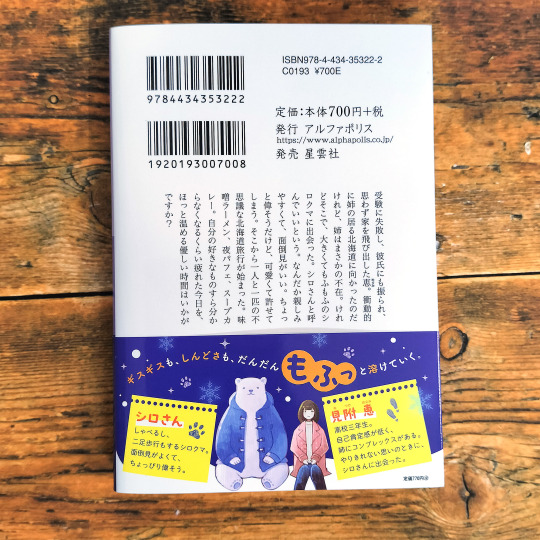 ISBN978-4-434-35322-2
C0193 ¥700E
9784434353222
定価:本体700円+税
発行 アルファポリス
https://www.alphapolis.co.jp/
発売 星雲社
1920193007008
受験に失敗し、彼氏にも振られ、
思わず家を飛び出した恵。衝動的
に姉の居る北海道に向かったのだ
けれど、姉はまさかの不在。けれ
どそこで、大きくてもふもふのシ
ロクマに出会った。シロさんと呼
んでいいという。なんだか親しみ
やすくて、面倒見がいい。ちょっ
と偉そうだけど、可愛くて許せて
しまう。そこから一人と一匹の不
思議な北海道旅行が始まった。味
噌ラーメン、夜パフェ、スープカ
レー。自分の好きなものすら分か
らなくなるくらい疲れた今日を、
ほっと温める優しい時間はいかが
ですか?
ギスギスも、しんどさも、だんだん もふっ と溶けていく。
シロさん
しゃべるし、
二足歩行もするシロクマ。
面倒見がよくて、
ちょっぴり偉そう。
見附 恵
高校三年生。
自己肯定感が低く、
姉にコンプレックスがある。
やりきれない思いのときに、
シロさんに出会った。
定価770円